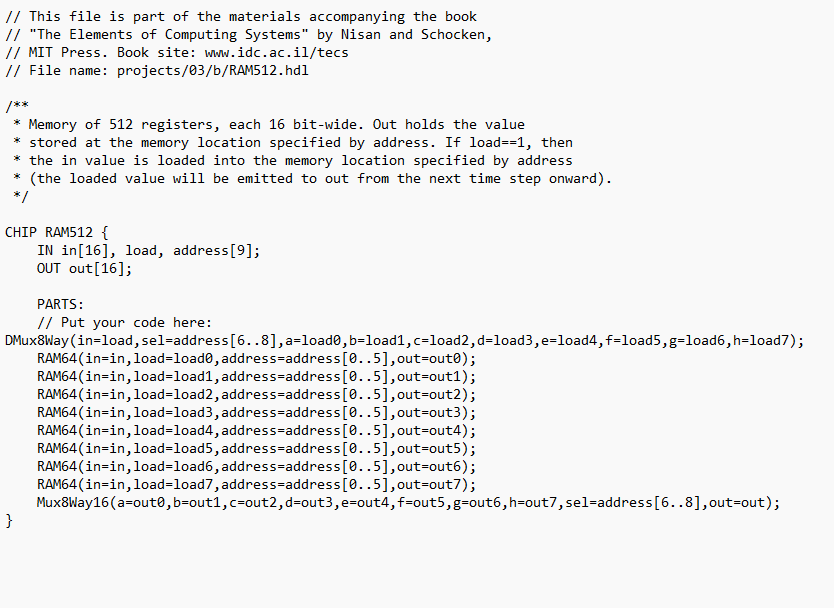 // This file is part of the materials accompanying the book
// "The Elements of Computing Systems" by Nisan and Schocken,
// MIT Press. Book site: www.idc.ac.il/tecs
// File name: projects/03/b/RAM512.hdl

/**
 * Memory of 512 registers, each 16 bit-wide. Out holds the value
 * stored at the memory location specified by address. If load==1, then
 * the in value is loaded into the memory location specified by address
 * (the loaded value will be emitted to out from the next time step onward).
 */

CHIP RAM512 {
    IN in[16], load, address[9];
    OUT out[16];

    PARTS:
    // Put your code here:
DMux8Way(in=load,sel=address[6..8],a=load0,b=load1,c=load2,d=load3,e=load4,f=load5,g=load6,h=load7);
    RAM64(in=in,load=load0,address=address[0..5],out=out0);
    RAM64(in=in,load=load1,address=address[0..5],out=out1);
    RAM64(in=in,load=load2,address=address[0..5],out=out2);
    RAM64(in=in,load=load3,address=address[0..5],out=out3);
    RAM64(in=in,load=load4,address=address[0..5],out=out4);
    RAM64(in=in,load=load5,address=address[0..5],out=out5);
    RAM64(in=in,load=load6,address=address[0..5],out=out6);
    RAM64(in=in,load=load7,address=address[0..5],out=out7);
    Mux8Way16(a=out0,b=out1,c=out2,d=out3,e=out4,f=out5,g=out6,h=out7,sel=address[6..8],out=out);
}